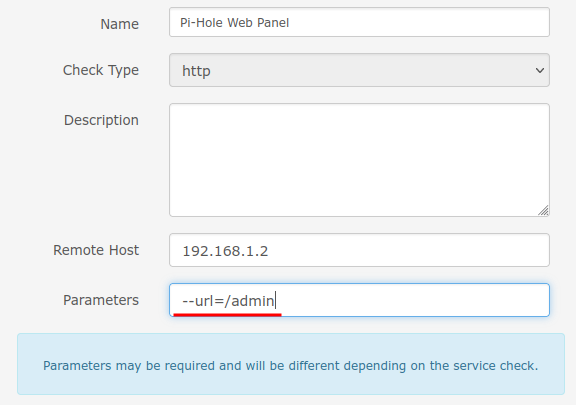 Name
Pi-Hole Web Panel
Check Type
http
Description
Remote Host
192.168.1.2
Parameters
--url=/admin
Parameters may be required and will be different depending on the service check.